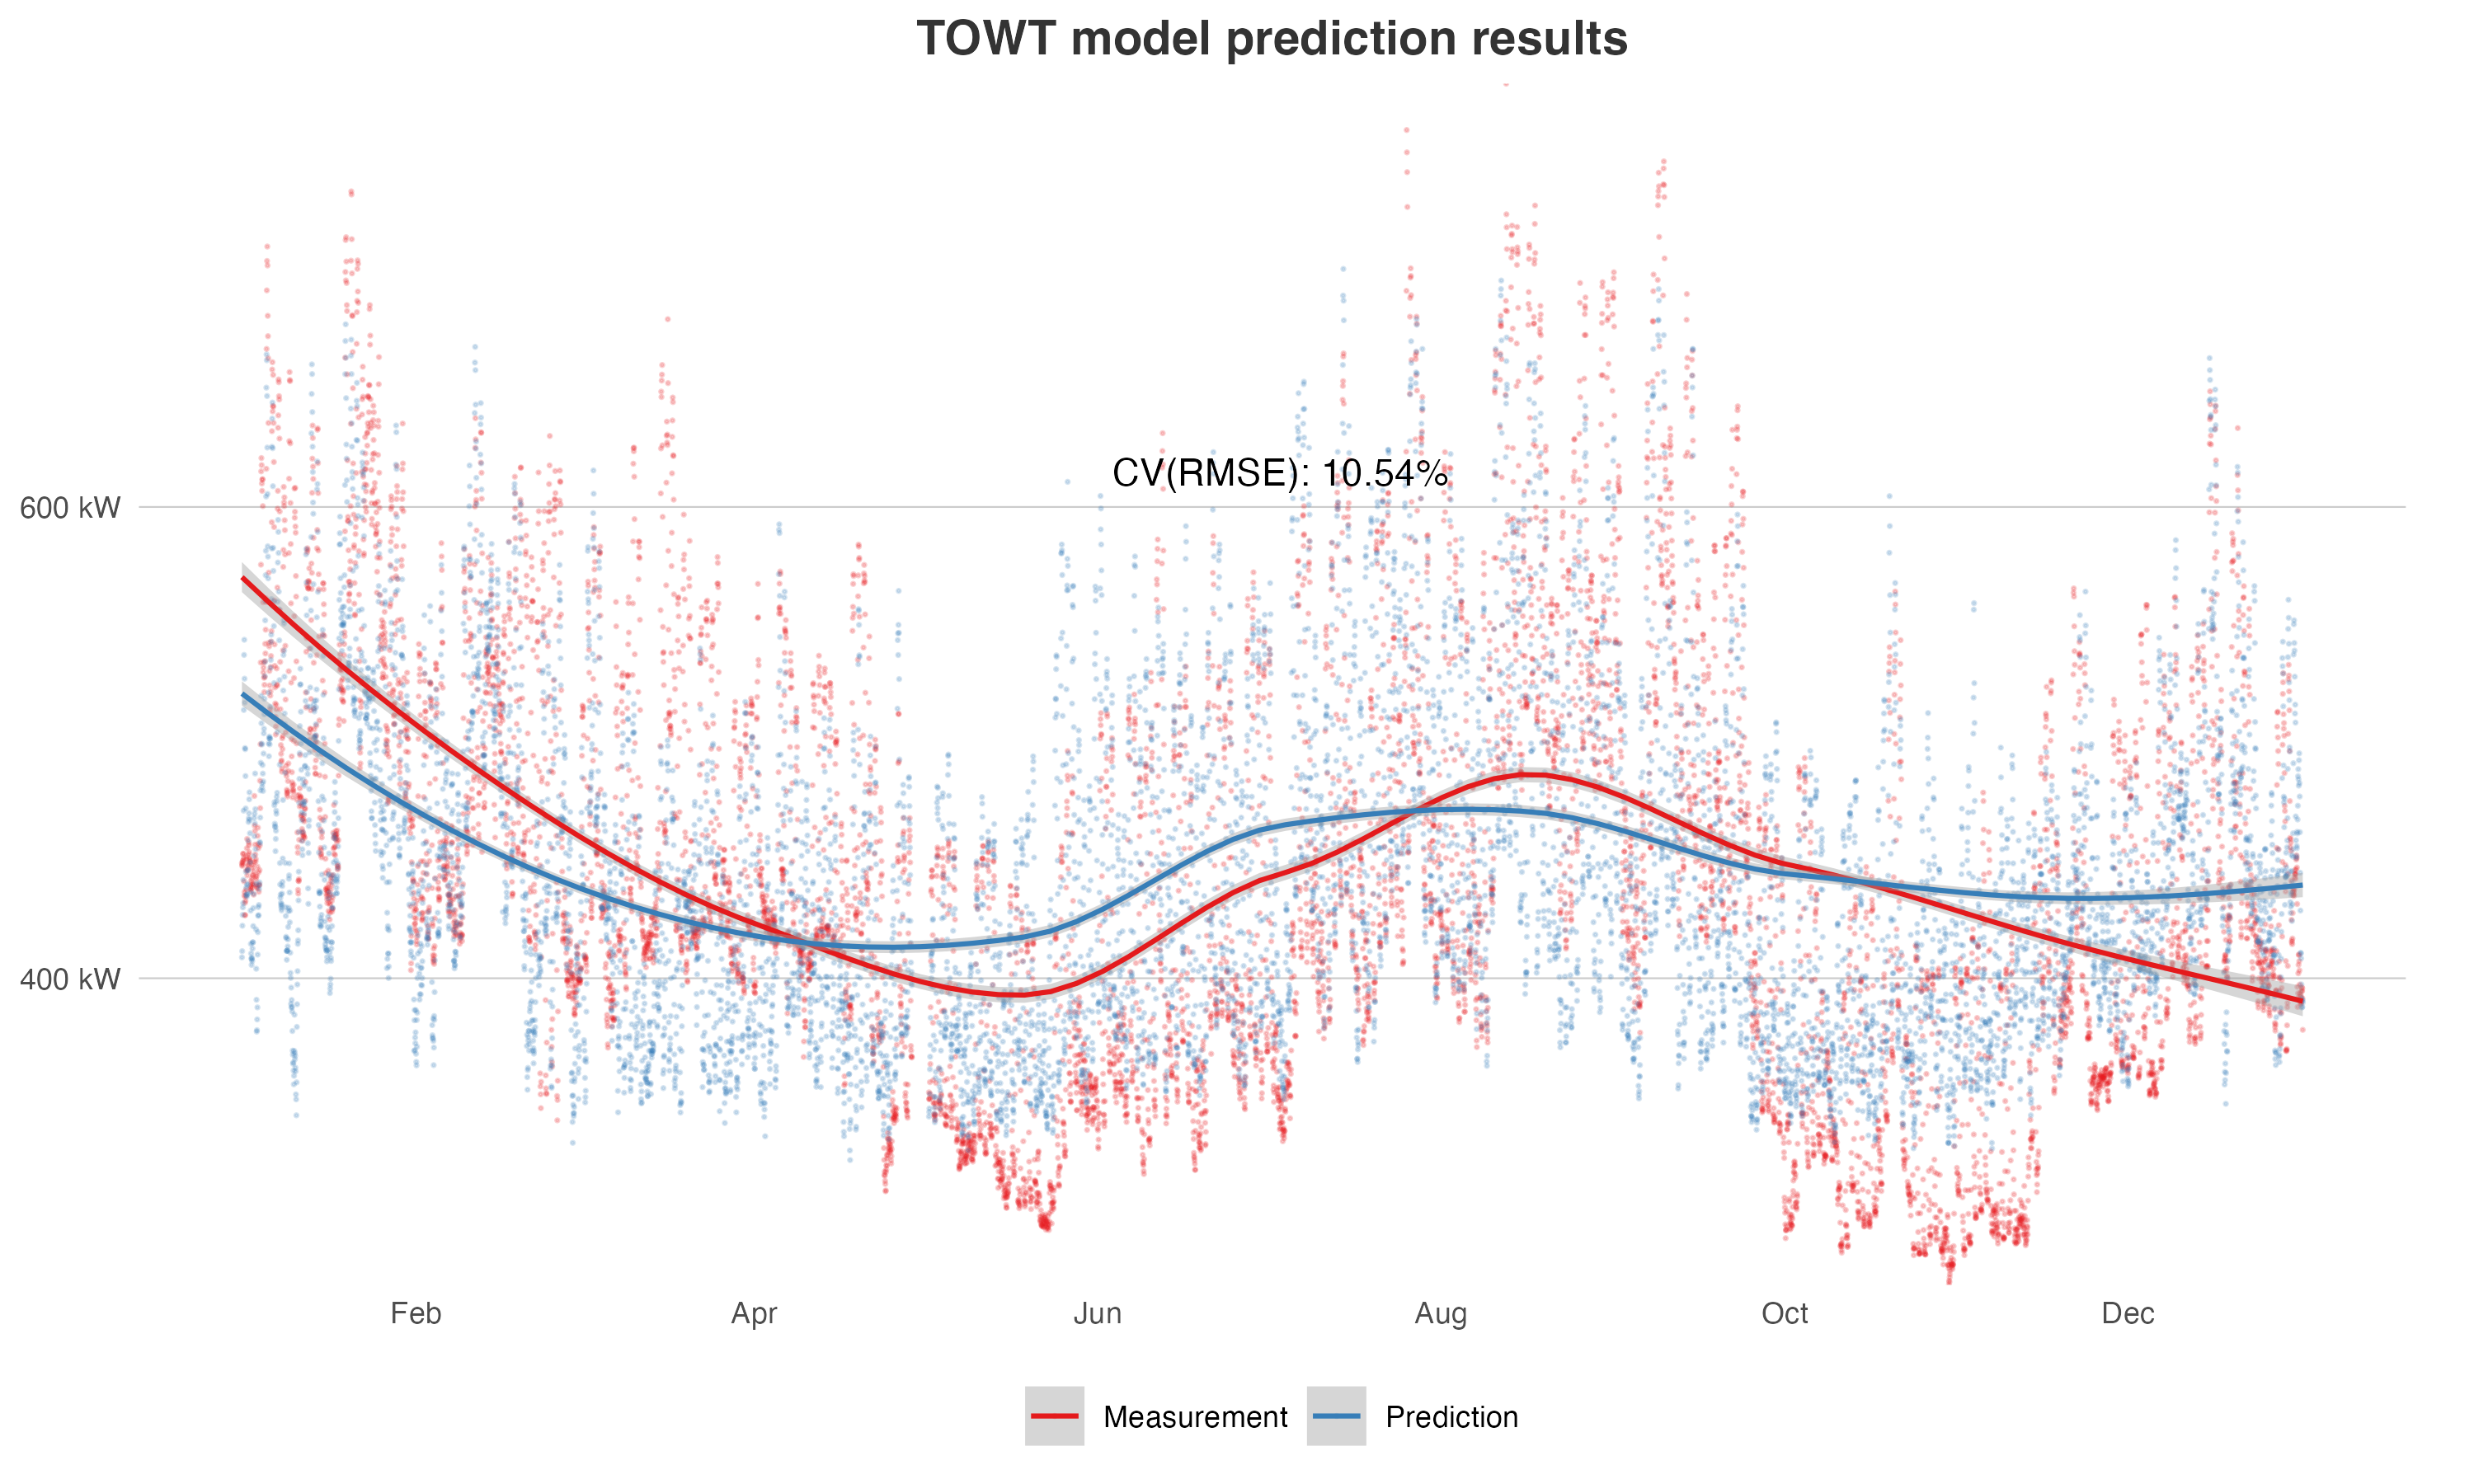 TOWT model prediction results
CV(RMSE): 10.54%
600 kW
400 kW
Feb Apr Jun Aug Oct Dec
Measurement Prediction